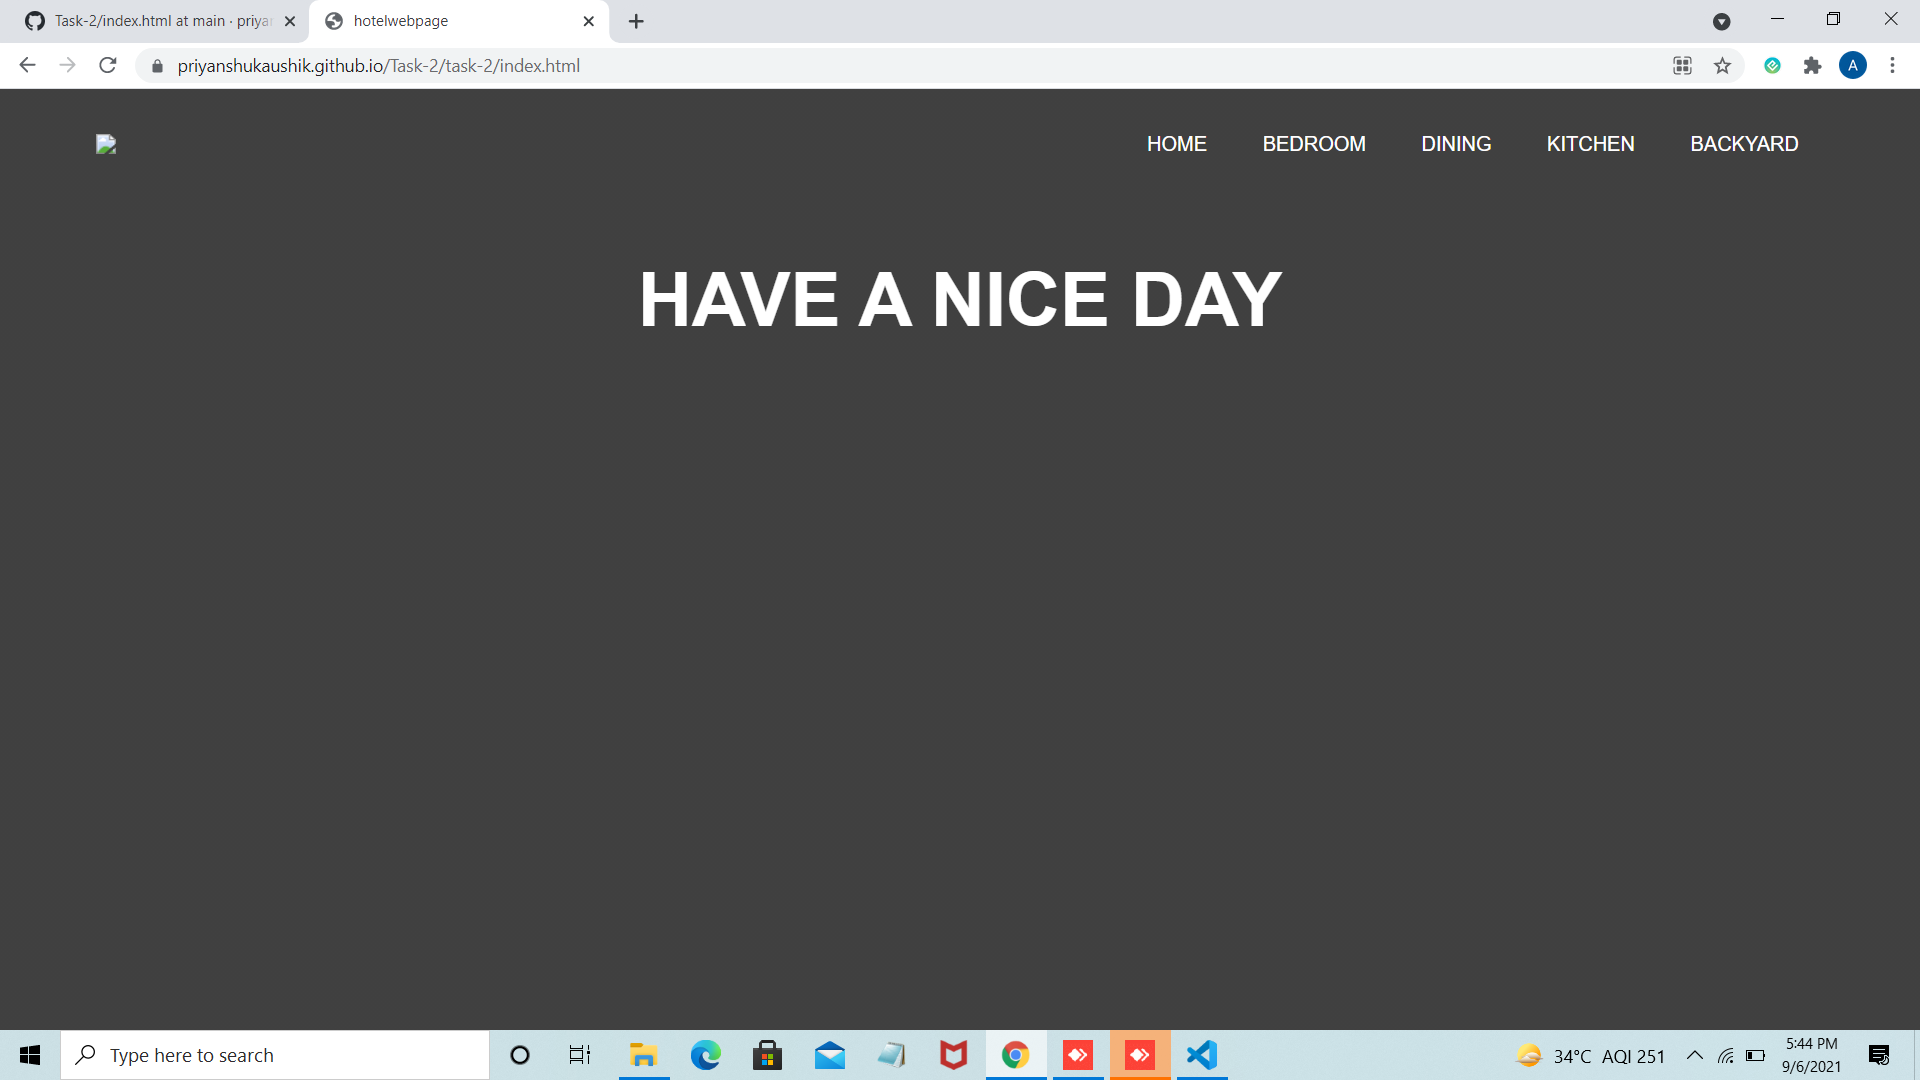 Task-2/index.html at main · priyan
hotelwebpage
priyanshukaushik.github.io/Task-2/task-2/index.html
A
HOME BEDROOM DINING KITCHEN BACKYARD
HAVE A NICE DAY
Type here to search
34°C AQI 251
5:44 PM
9/6/2021